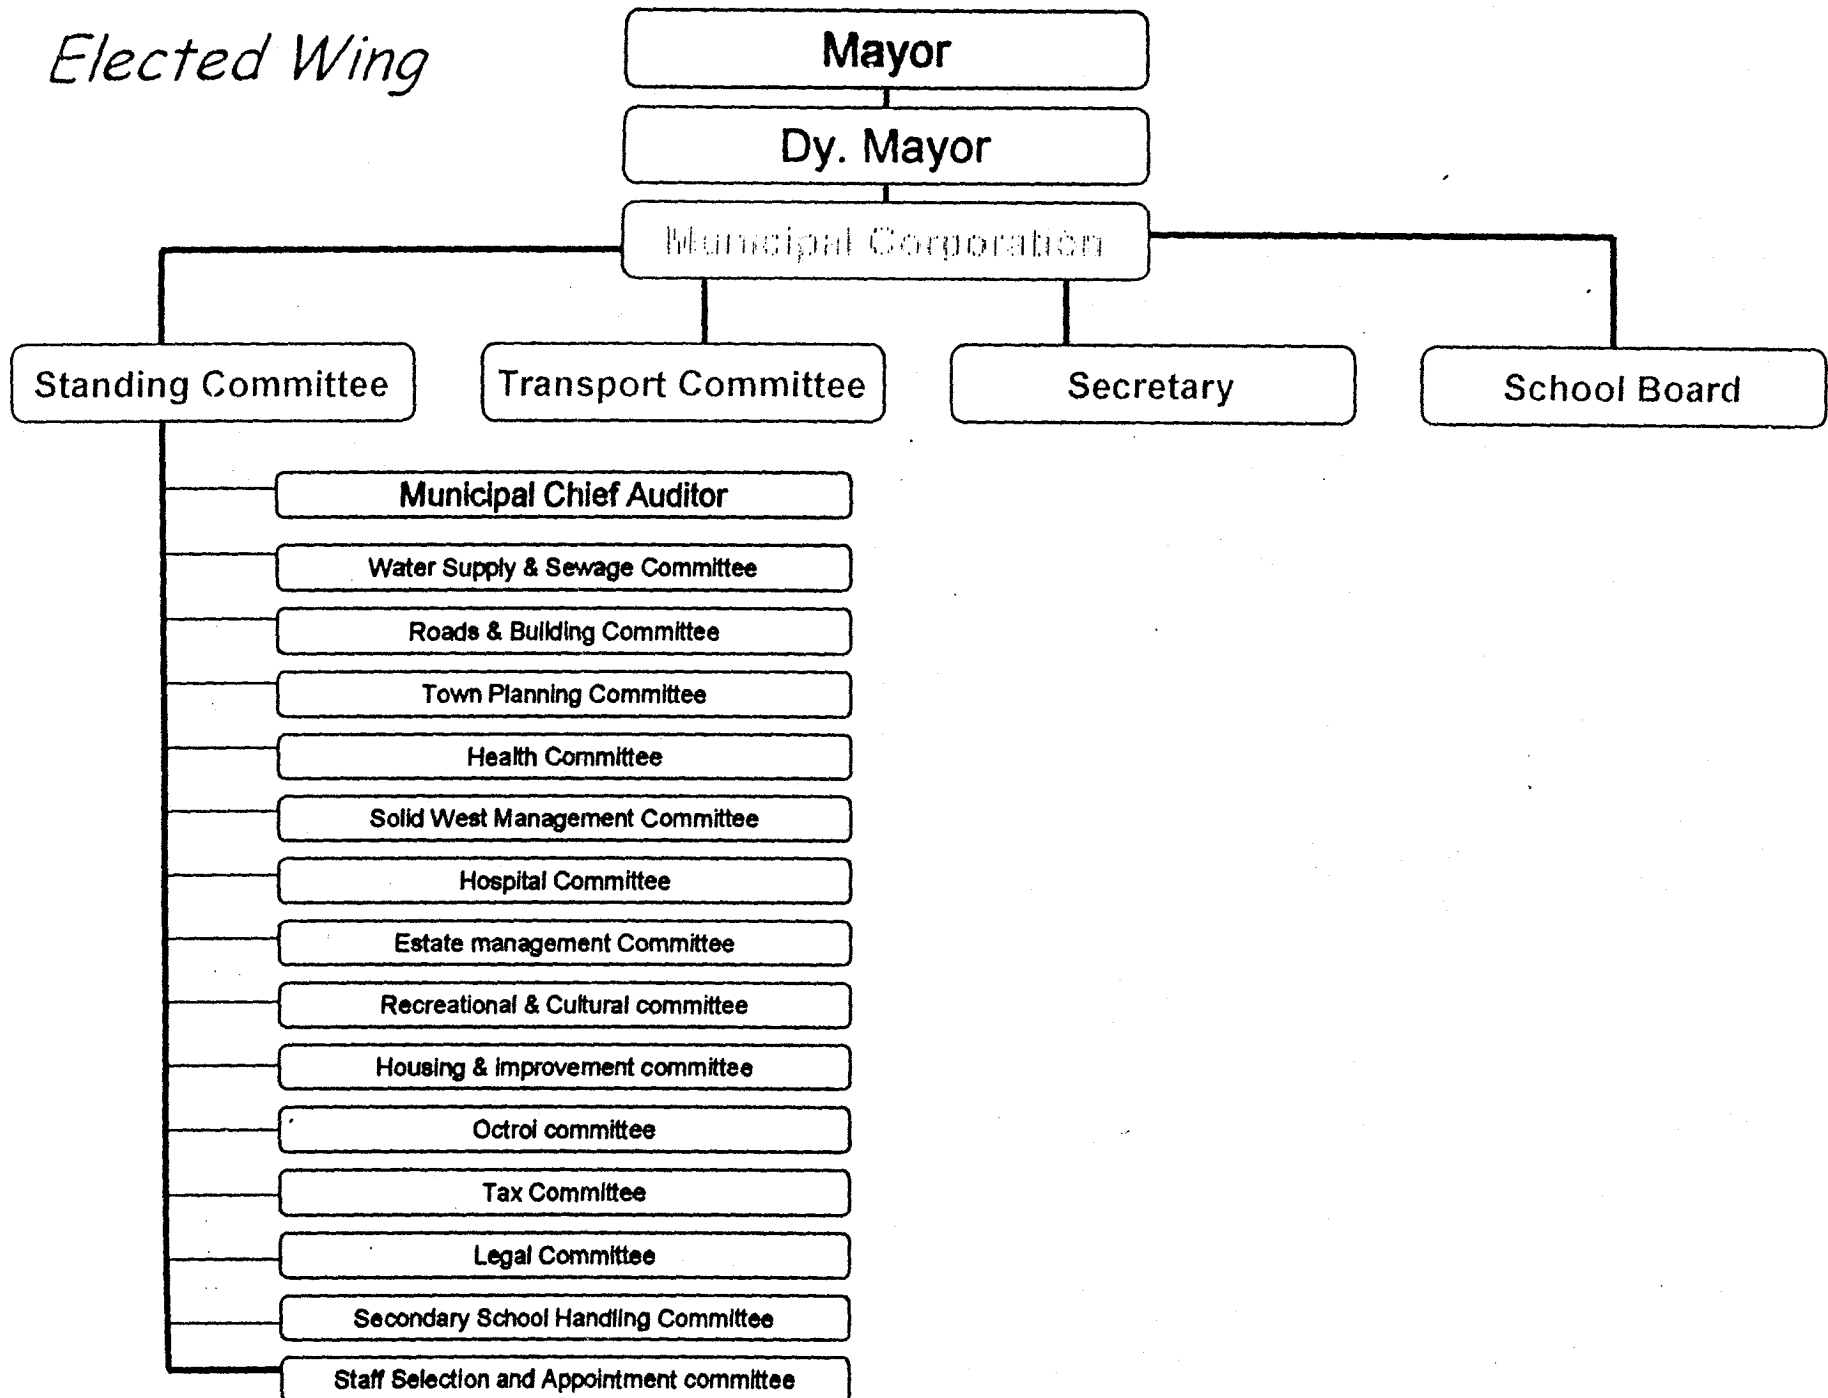 Elected Wing
Mayor
Dy. Mayor
Municipal Corporation
Standing Committee
Transport Committee
Secretary
School Board
Municipal Chief Auditor
Water Supply & Sewage Committee
Roads & Building Committee
Town Planning Committee
Health Committee
Solid West Management Committee
Hospital Committee
Estate management Committee
Recreational & Cultural committee
Housing & improvement committee
Octroi committee
Tax Committee
Legal Committee
Secondary School Handling Committee
Staff Selection and Appointment committee